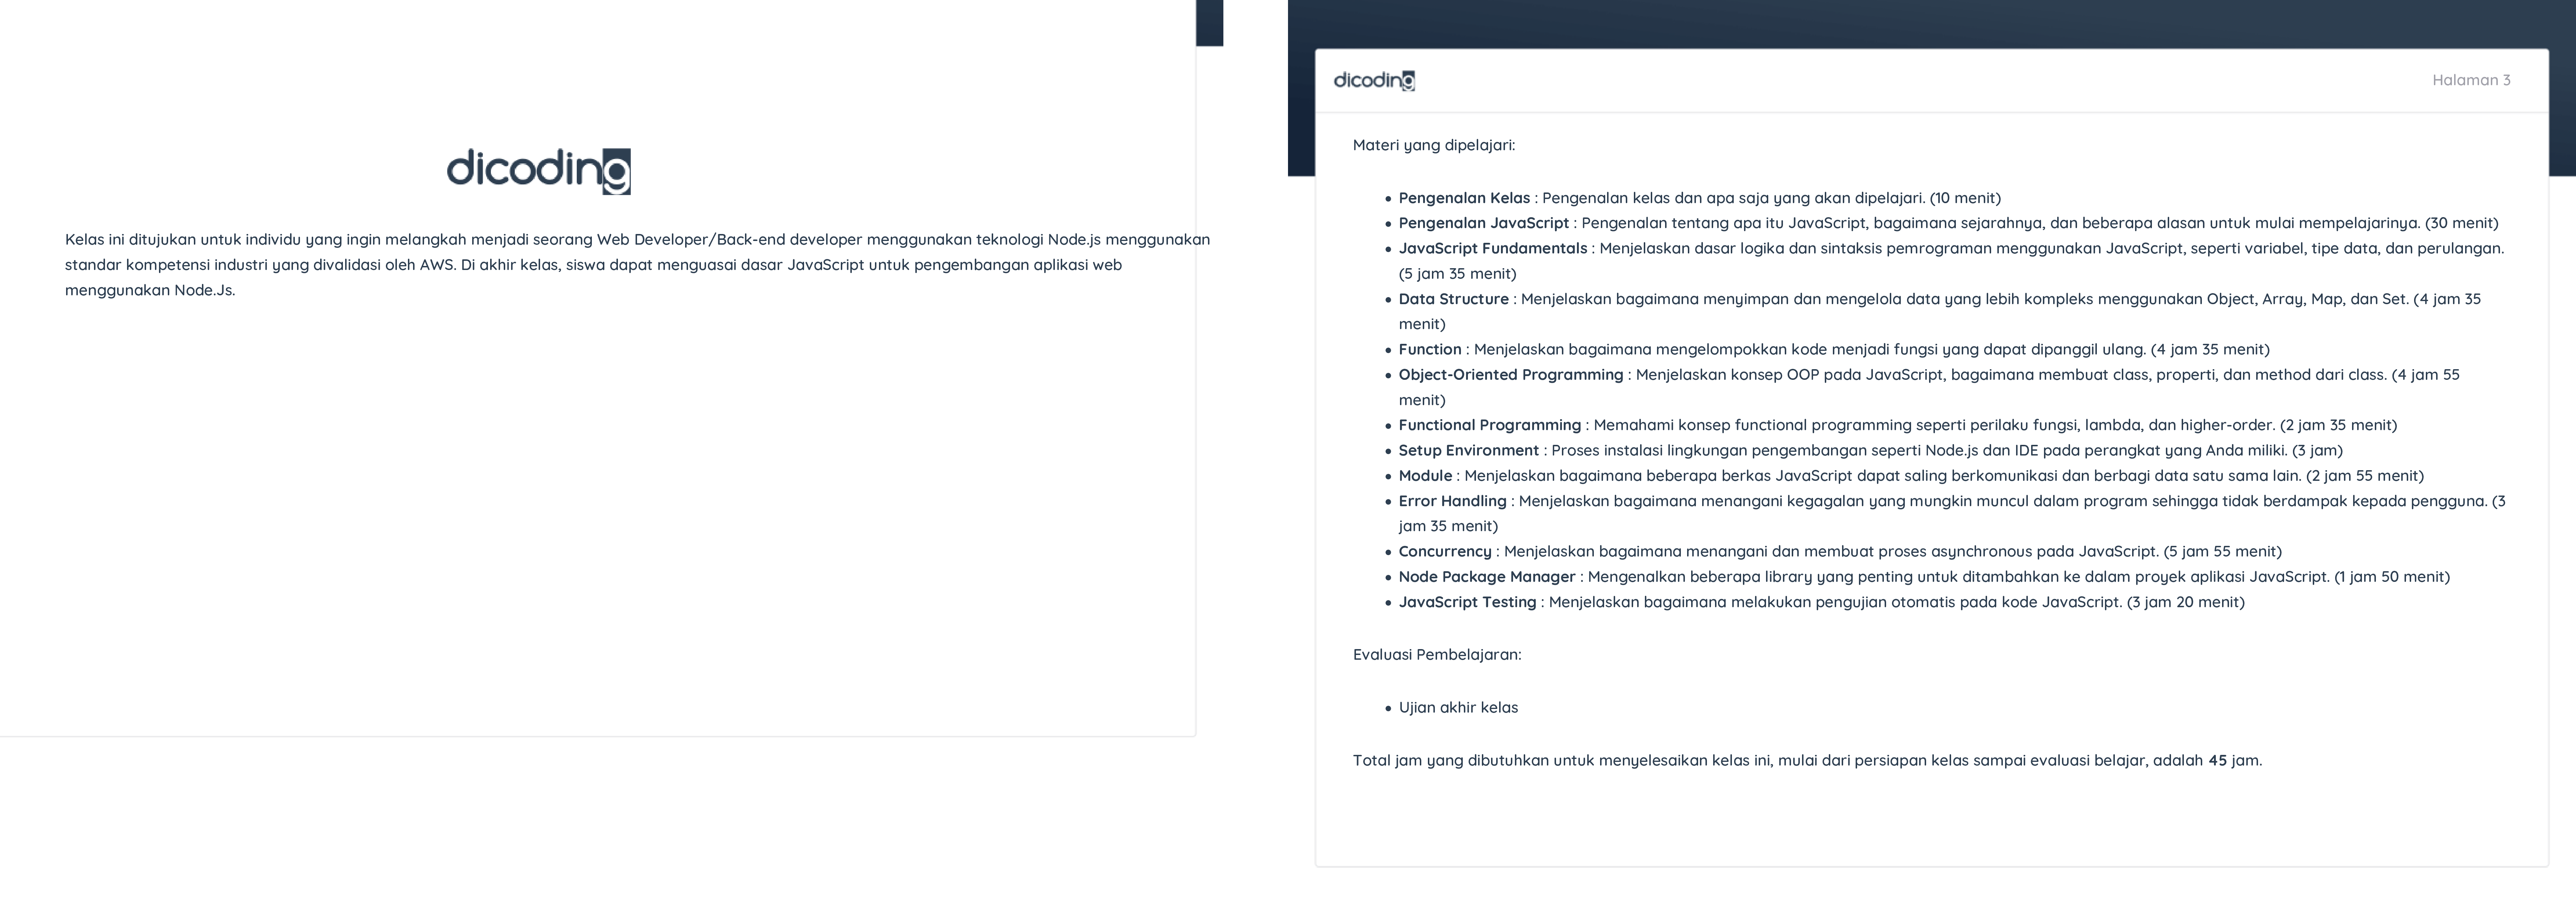 dicoding
Kelas ini ditujukan untuk individu yang ingin melangkah menjadi seorang Web Developer/Back-end developer menggunakan teknologi Node.js menggunakan
standar kompetensi industri yang divalidasi oleh AWS. Di akhir kelas, siswa dapat menguasai dasar JavaScript untuk pengembangan aplikasi web
menggunakan Node.Js.
dicoding
Halaman 3
Materi yang dipelajari:
• Pengenalan Kelas : Pengenalan kelas dan apa saja yang akan dipelajari. (10 menit)
• Pengenalan JavaScript : Pengenalan tentang apa itu JavaScript, bagaimana sejarahnya, dan beberapa alasan untuk mulai mempelajarinya. (30 menit)
• JavaScript Fundamentals : Menjelaskan dasar logika dan sintaksis pemrograman menggunakan JavaScript, seperti variabel, tipe data, dan perulangan.
(5 jam 35 menit)
• Data Structure : Menjelaskan bagaimana menyimpan dan mengelola data yang lebih kompleks menggunakan Object, Array, Map, dan Set. (4 jam 35
menit)
• Function : Menjelaskan bagaimana mengelompokkan kode menjadi fungsi yang dapat dipanggil ulang. (4 jam 35 menit)
• Object-Oriented Programming : Menjelaskan konsep OOP pada JavaScript, bagaimana membuat class, properti, dan method dari class. (4 jam 55
menit)
• Functional Programming : Memahami konsep functional programming seperti perilaku fungsi, lambda, dan higher-order. (2 jam 35 menit)
• Setup Environment : Proses instalasi lingkungan pengembangan seperti Node.js dan IDE pada perangkat yang Anda miliki. (3 jam)
• Module : Menjelaskan bagaimana beberapa berkas JavaScript dapat saling berkomunikasi dan berbagi data satu sama lain. (2 jam 55 menit)
• Error Handling : Menjelaskan bagaimana menangani kegagalan yang mungkin muncul dalam program sehingga tidak berdampak kepada pengguna. (3
jam 35 menit)
• Concurrency : Menjelaskan bagaimana menangani dan membuat proses asynchronous pada JavaScript. (5 jam 55 menit)
• Node Package Manager : Mengenalkan beberapa library yang penting untuk ditambahkan ke dalam proyek aplikasi JavaScript. (1 jam 50 menit)
• JavaScript Testing : Menjelaskan bagaimana melakukan pengujian otomatis pada kode JavaScript. (3 jam 20 menit)
Evaluasi Pembelajaran:
• Ujian akhir kelas
Total jam yang dibutuhkan untuk menyelesaikan kelas ini, mulai dari persiapan kelas sampai evaluasi belajar, adalah 45 jam.